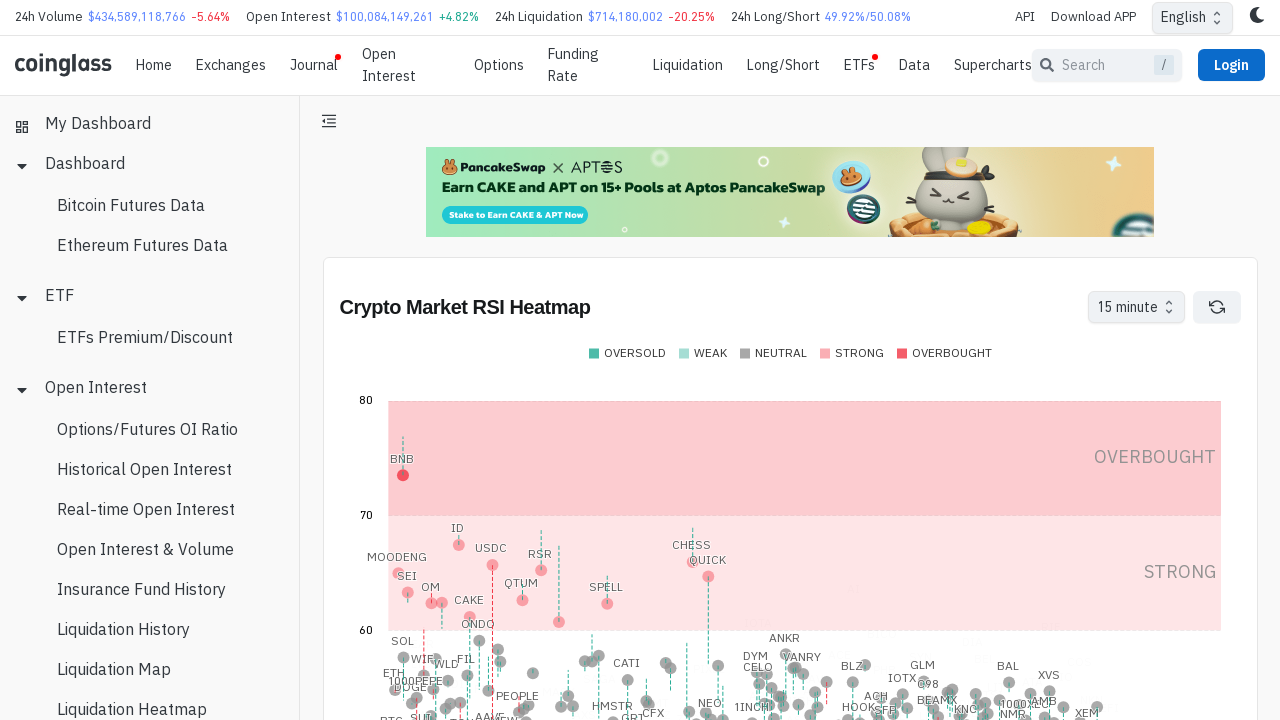 24h Volume $434,589,118,766 -5.64% Open Interest $100,084,149,261 +4.82% 24h Liquidation $714,180,002 -20.25% 24h Long/Short 49.92%/50.08% API Download APP English
coinglass Home Exchanges Journal Open Interest Options Funding Rate Liquidation Long/Short ETFs Data Supercharts Search / Login
My Dashboard
Dashboard
Bitcoin Futures Data
Ethereum Futures Data
ETF
ETFs Premium/Discount
Open Interest
Options/Futures OI Ratio
Historical Open Interest
Real-time Open Interest
Open Interest & Volume
Insurance Fund History
Liquidation History
Liquidation Map
Liquidation Heatmap
PancakeSwap × APTOS
Earn CAKE and APT on 15+ Pools at Aptos PancakeSwap
Stake to Earn CAKE & APT Now
Crypto Market RSI Heatmap 15 minute
OVERSOLD WEAK NEUTRAL STRONG OVERBOUGHT
80
OVERBOUGHT
BNB
70
ID
USDC RSR CHESS
MOODENG QUICK
STRONG
SEI QTUM SPELL
OM
CAKE
ONDO
60
SOL ANKR
WIF WLD FIL CATI DYM VANRY
ETH CELO BLZ GLM BAL
1000PEPE IOTX XVS
DOGE G98
PEOPLE NEO ACH BEAMX
HMSTR 1INCH HOOK 1000XEC AMB
CFX SFP KNC XEM
BTC SUI AAVE GRT NMR